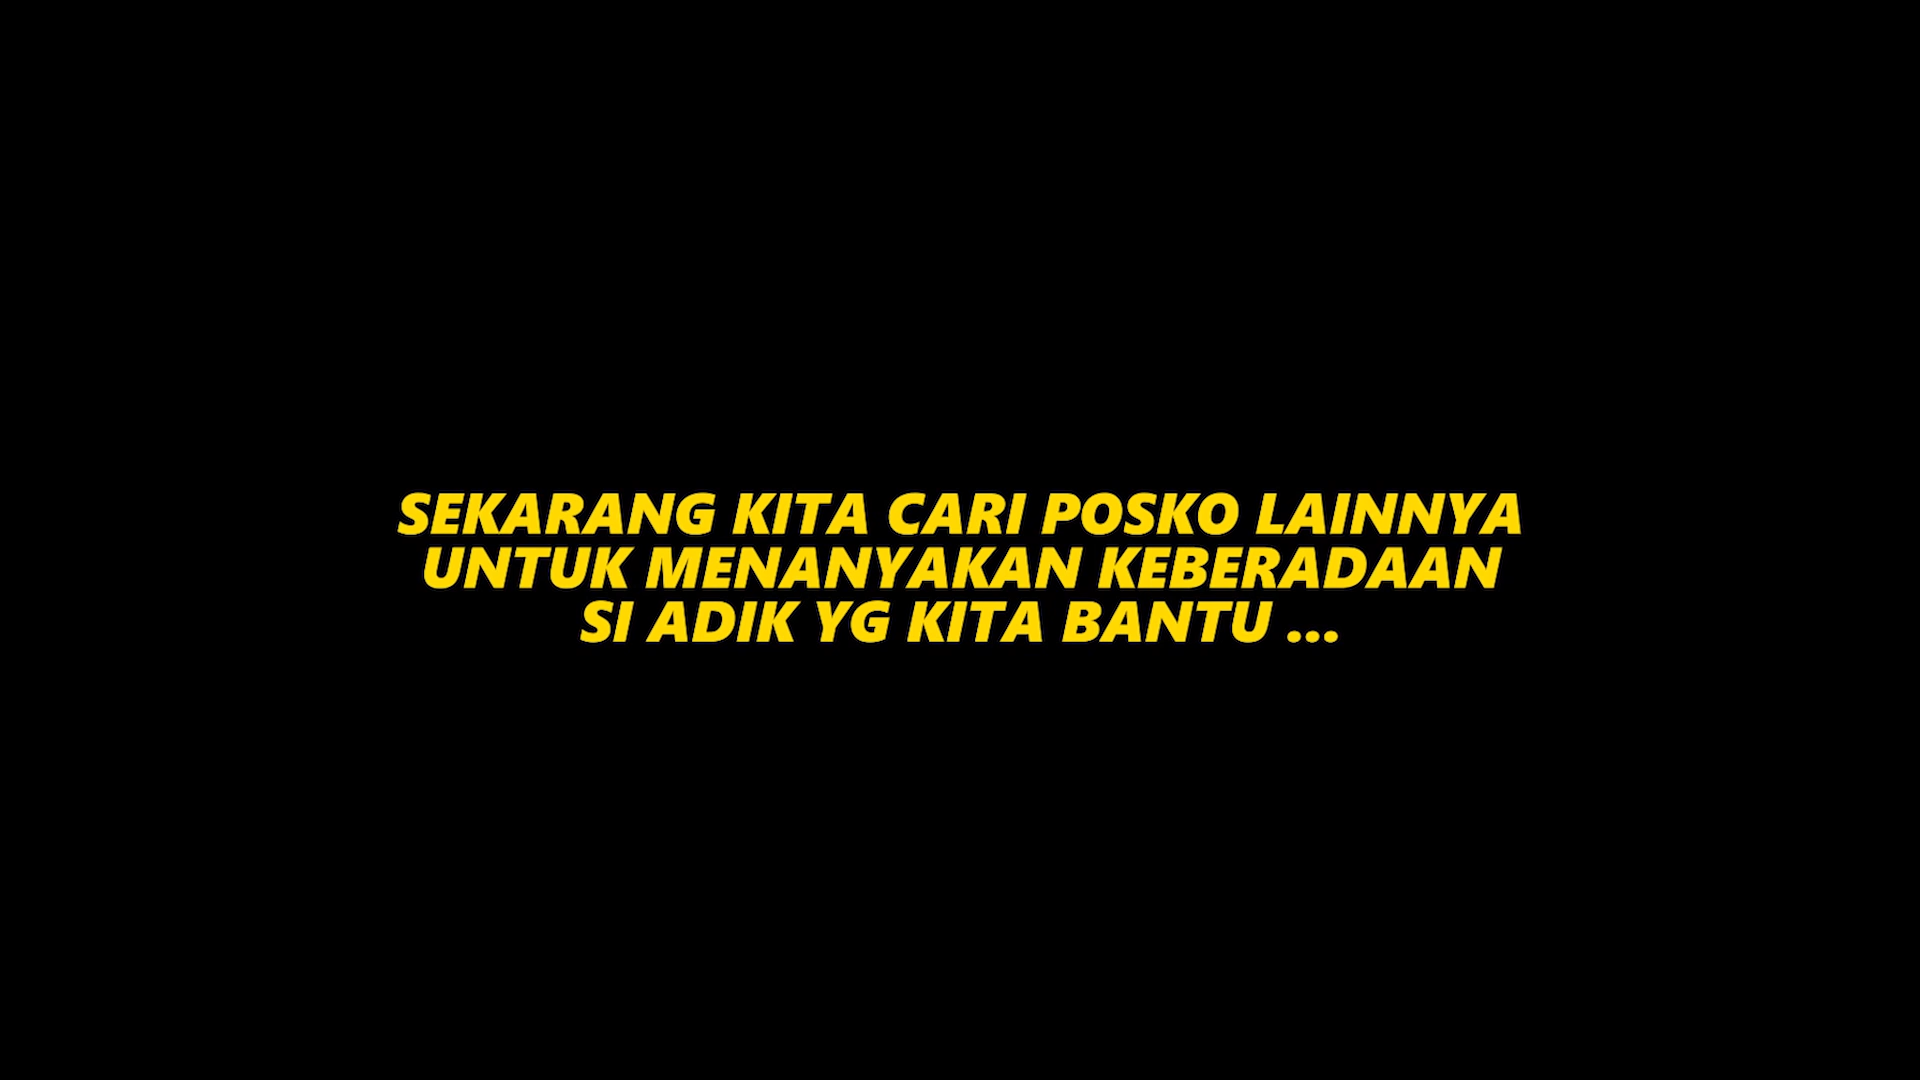 SEKARANG KITA CARI POSKO LAINNYA
UNTUK MENANYAKAN KEBERADAAN
SI ADIK YG KITA BANTU ...